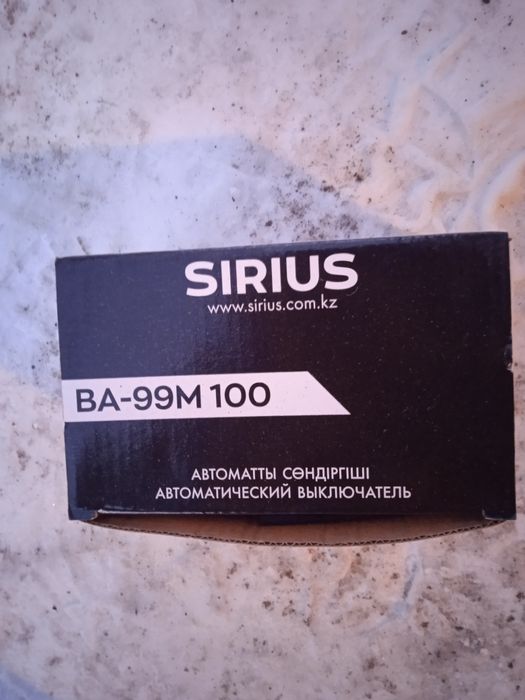 SIRIUS
www.sirius.com.kz
ВА-99М 100
АВТОМАТТЫ СӨНДІРГІШІ
АВТОМАТИЧЕСКИЙ ВЫКЛЮЧАТЕЛЬ